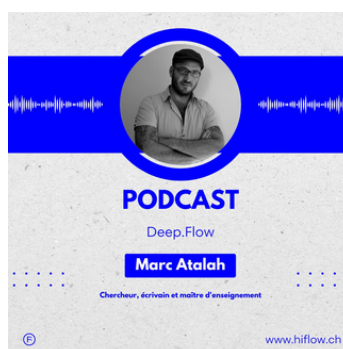 PODCAST
Deep.Flow
Marc Atalah
Chercheur, écrivain et maître d'enseignement
F
www.hiflow.ch